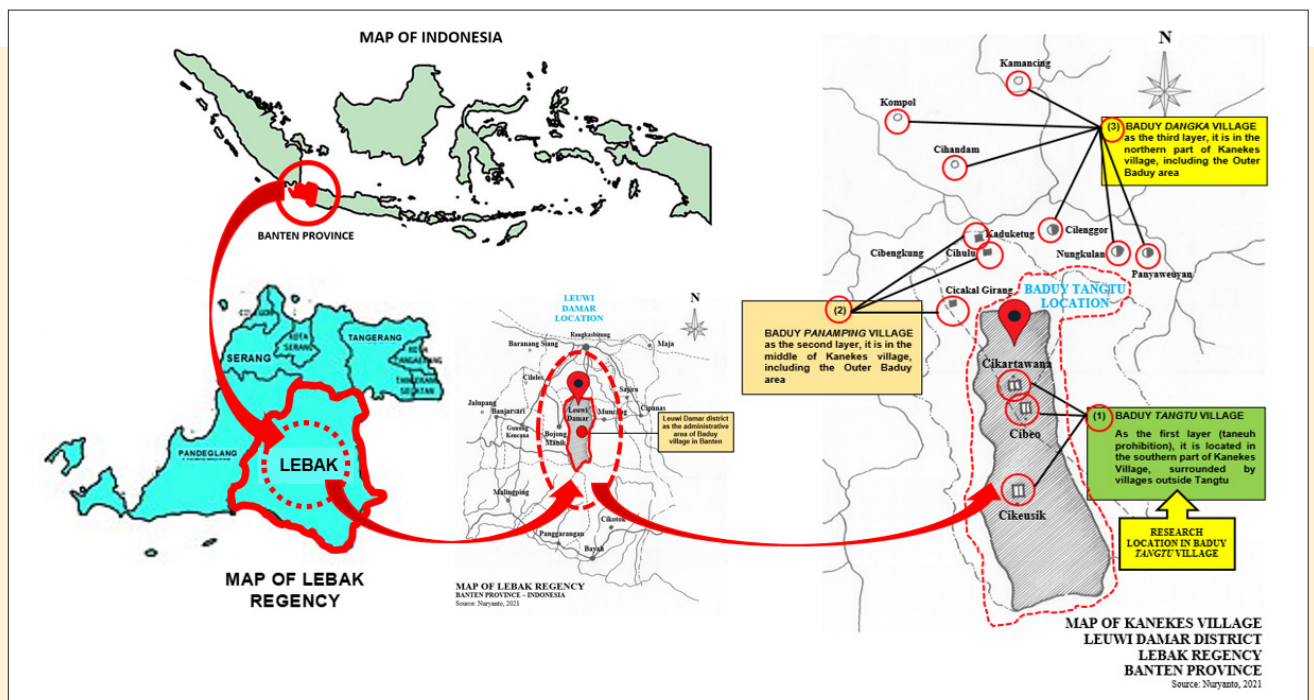 MAP OF INDONESIA
BANTEN PROVINCE
SERANG
KOTA
SERANG
TANGERANG
KOTA
PANDEGLANG
LEBAK
MAP OF LEBAK
REGENCY
LEUWI
DAMAR
LOCATION
N
Rangkasbitung
Baranang Siang
Maja
Cileles
Sajira
Jalupang
Banjarsari
Leuwi
Damar
Muncang
Cipanas
Gunung
Kencana
Bojong
Manik
Leuwi Damar district
as the administrative
area of Baduy
village in Banten
Malingping
Cikotok
Panggarangan
Bayah
MAP OF LEBAK REGENCY
BANTEN PROVINCE – INDONESIA
Source: Nuryanto, 2021
N
Kamancing
Kompol
Cihandam
(3) BADUY DANGKA VILLAGE
as the third layer, it is in the
northern part of Kanekes
village, including the Outer
Baduy area
Kaduketug
Cilenggor
Cibengkung
Cihulu
Nungkulan
Panyaweuyan
Cicakal Girang
BADUY TANGTU
LOCATION
(2)
BADUY PANAMPING VILLAGE
as the second layer, it is in the
middle of Kanekes village,
including the Outer Baduy
area
Cikartawana
Cibeo
Cikeusik
(1) BADUY TANGTU VILLAGE
As the first layer (taneuh
prohibition), it is located in
the southern part of Kanekes
Village, surrounded by
villages outside Tangtu
RESEARCH
LOCATION IN BADUY
TANGTU VILLAGE
MAP OF KANEKES VILLAGE
LEUWI DAMAR DISTRICT
LEBAK REGENCY
BANTEN PROVINCE
Source: Nuryanto, 2021